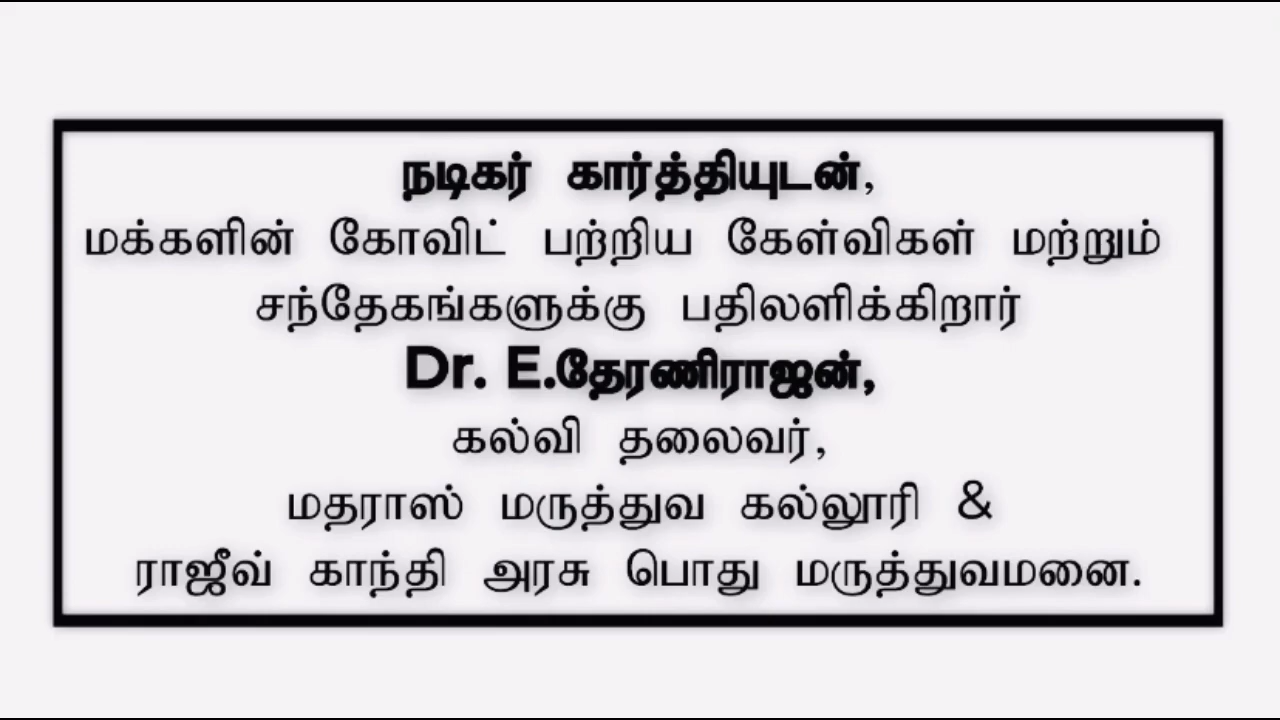 நடிகர் கார்த்தியுடன்,
மக்களின் கோவிட் பற்றிய கேள்விகள் மற்றும்
சந்தேகங்களுக்கு பதிலளிக்கிறார்
Dr. E.தேரணிராஜன்,
கல்வி தலைவர்,
மதராஸ் மருத்துவ கல்லூரி &
ராஜீவ் காந்தி அரசு பொது மருத்துவமனை.